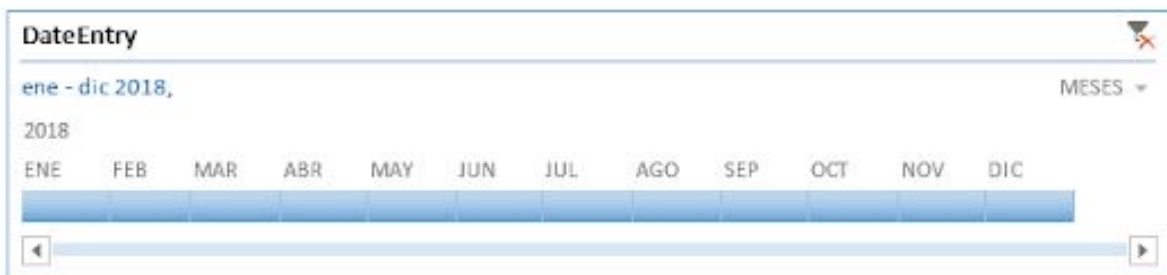 DateEntry
ene - dic 2018,
MESES
2018
ENE FEB MAR ABR MAY JUN JUL AGO SEP OCT NOV DIC